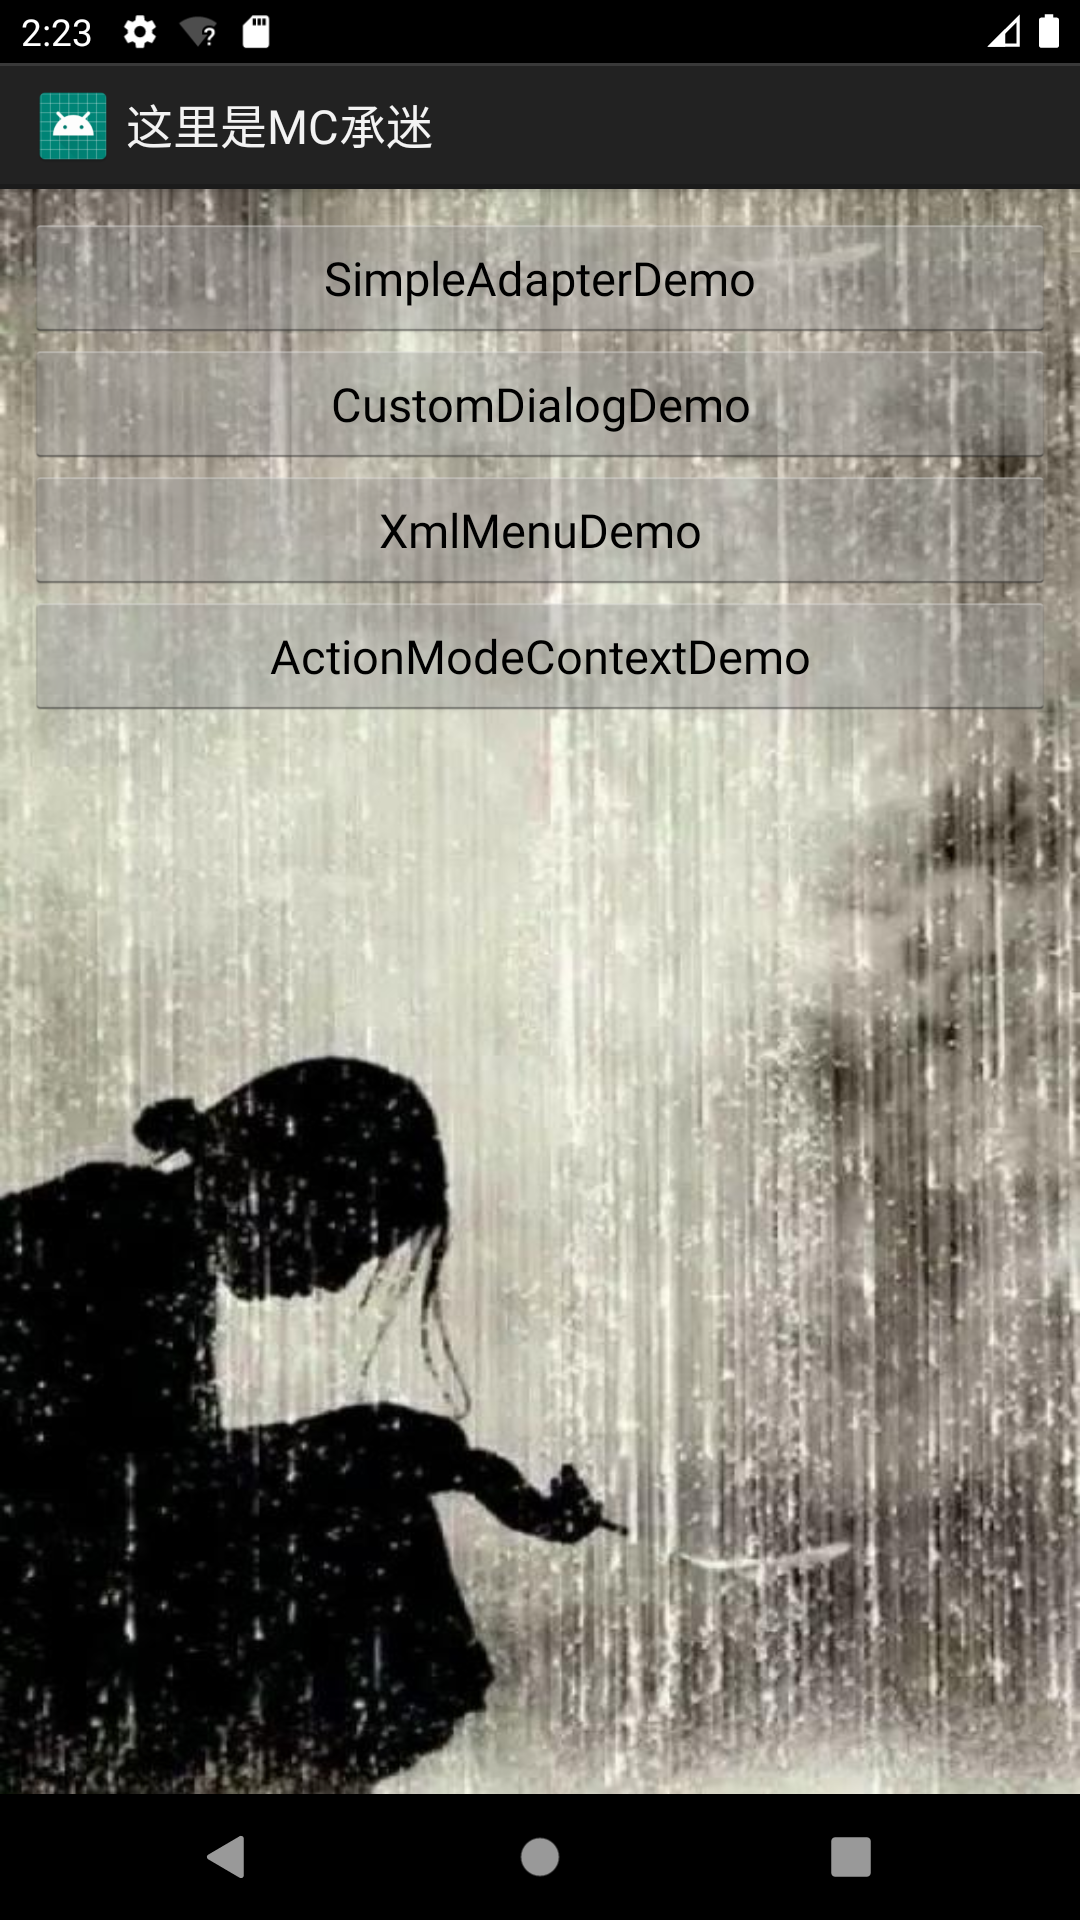 2:23
这里是MC承迷
SimpleAdapterDemo
CustomDialogDemo
XmlMenuDemo
ActionModeContextDemo